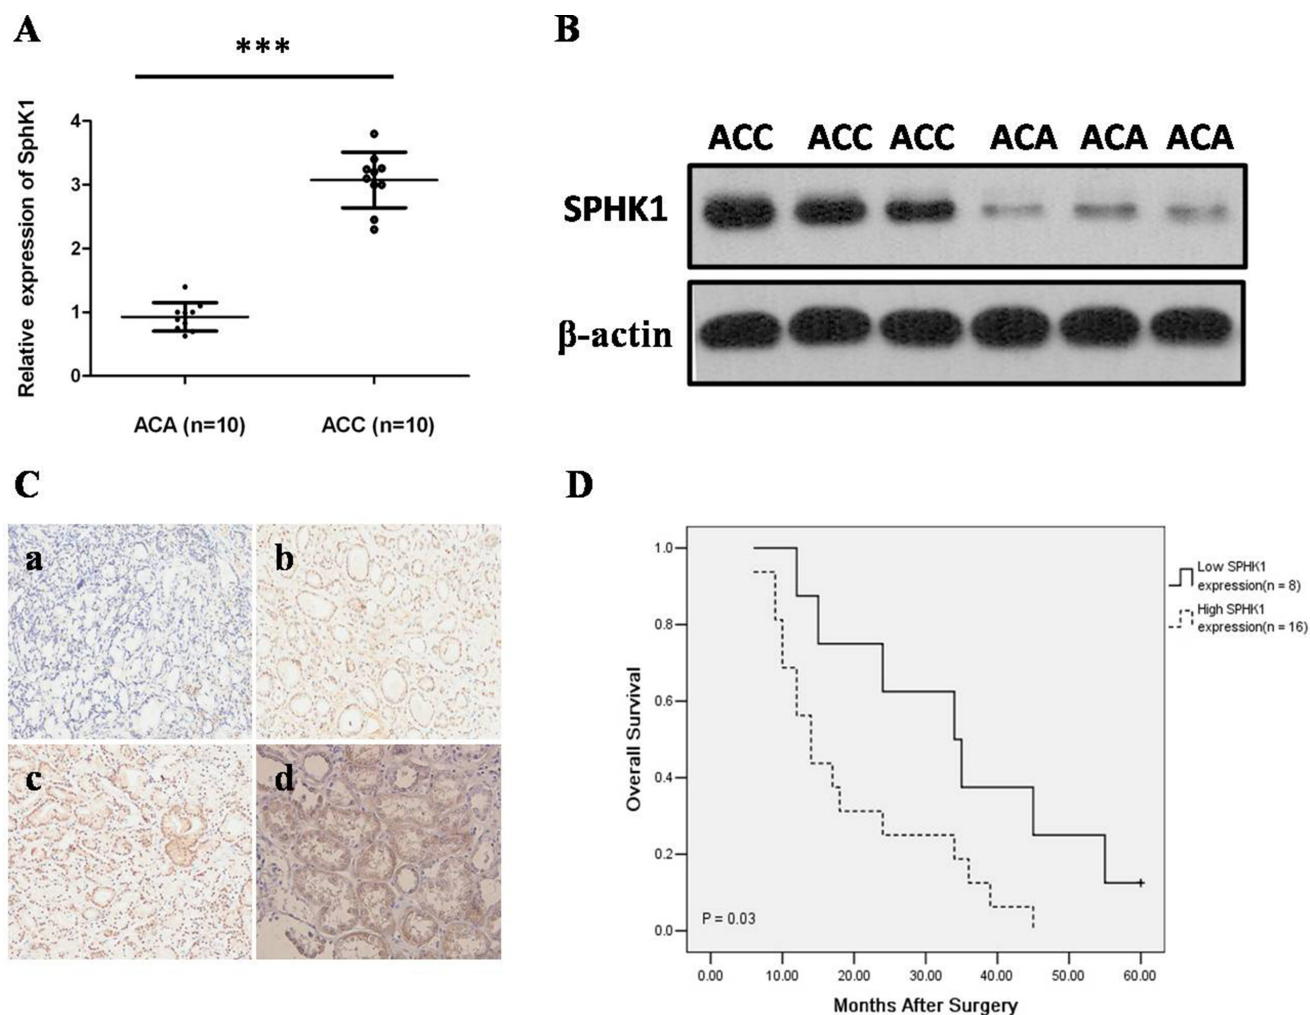 A
***
Relative expression of SphK1
4
3
2
1
0
ACA (n=10)
ACC (n=10)
B
ACC ACC ACC ACA ACA ACA
SPHK1
β-actin
C
a
b
c
d
D
Overall Survival
1.0
0.8
0.6
0.4
0.2
0.0
P = 0.03
0.00 10.00 20.00 30.00 40.00 50.00 60.00
Months After Surgery
Low SPHK1
expression(n = 8)
High SPHK1
expression(n = 16)